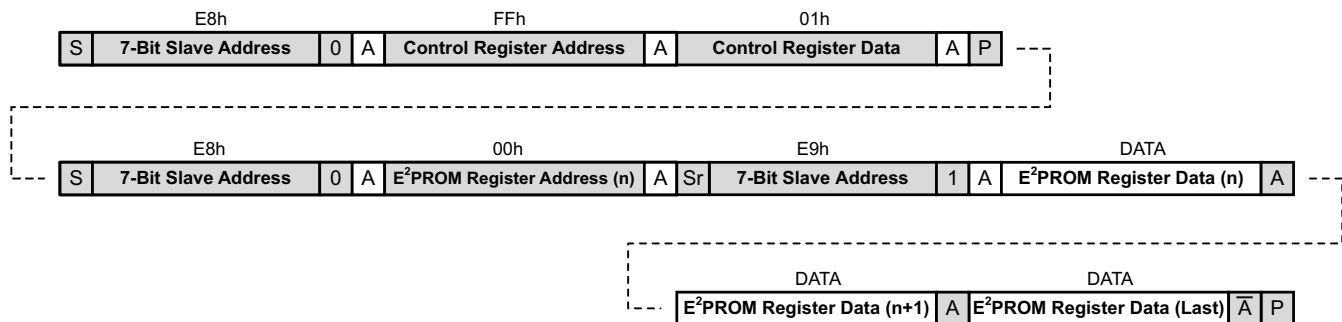 E8h FFh 01h
S 7-Bit Slave Address 0 A Control Register Address A Control Register Data A P
E8h 00h E9h DATA
S 7-Bit Slave Address 0 A E²PROM Register Address (n) A Sr 7-Bit Slave Address 1 A E²PROM Register Data (n) A
DATA DATA
E²PROM Register Data (n+1) A E²PROM Register Data (Last) A̅ P